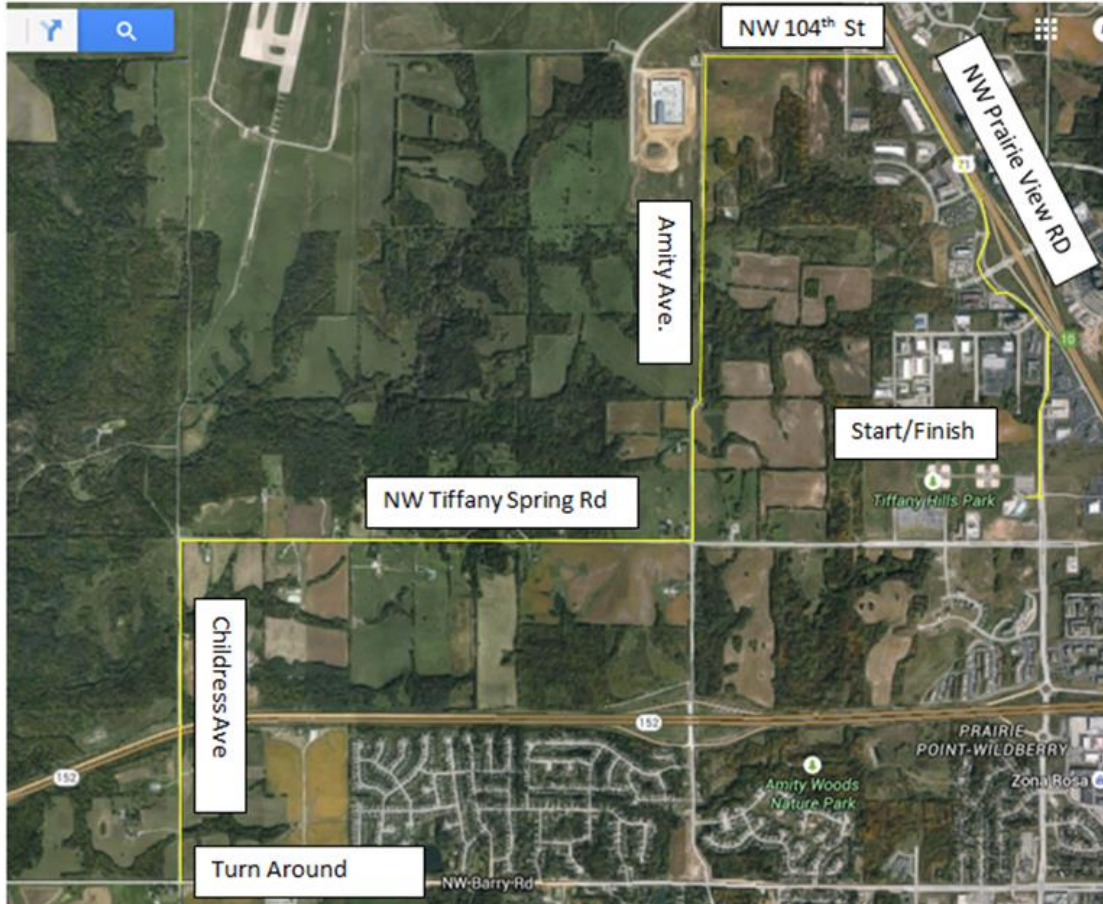 NW 104th St
NW Prairie View RD
21
Amity Ave.
10
Start/Finish
Tiffany Hills Park
NW Tiffany Spring Rd
Childress Ave
152
152
PRAIRIE
POINT-WILDBERRY
Amity Woods
Nature Park
Zona Rosa
Turn Around
NW Barry Rd